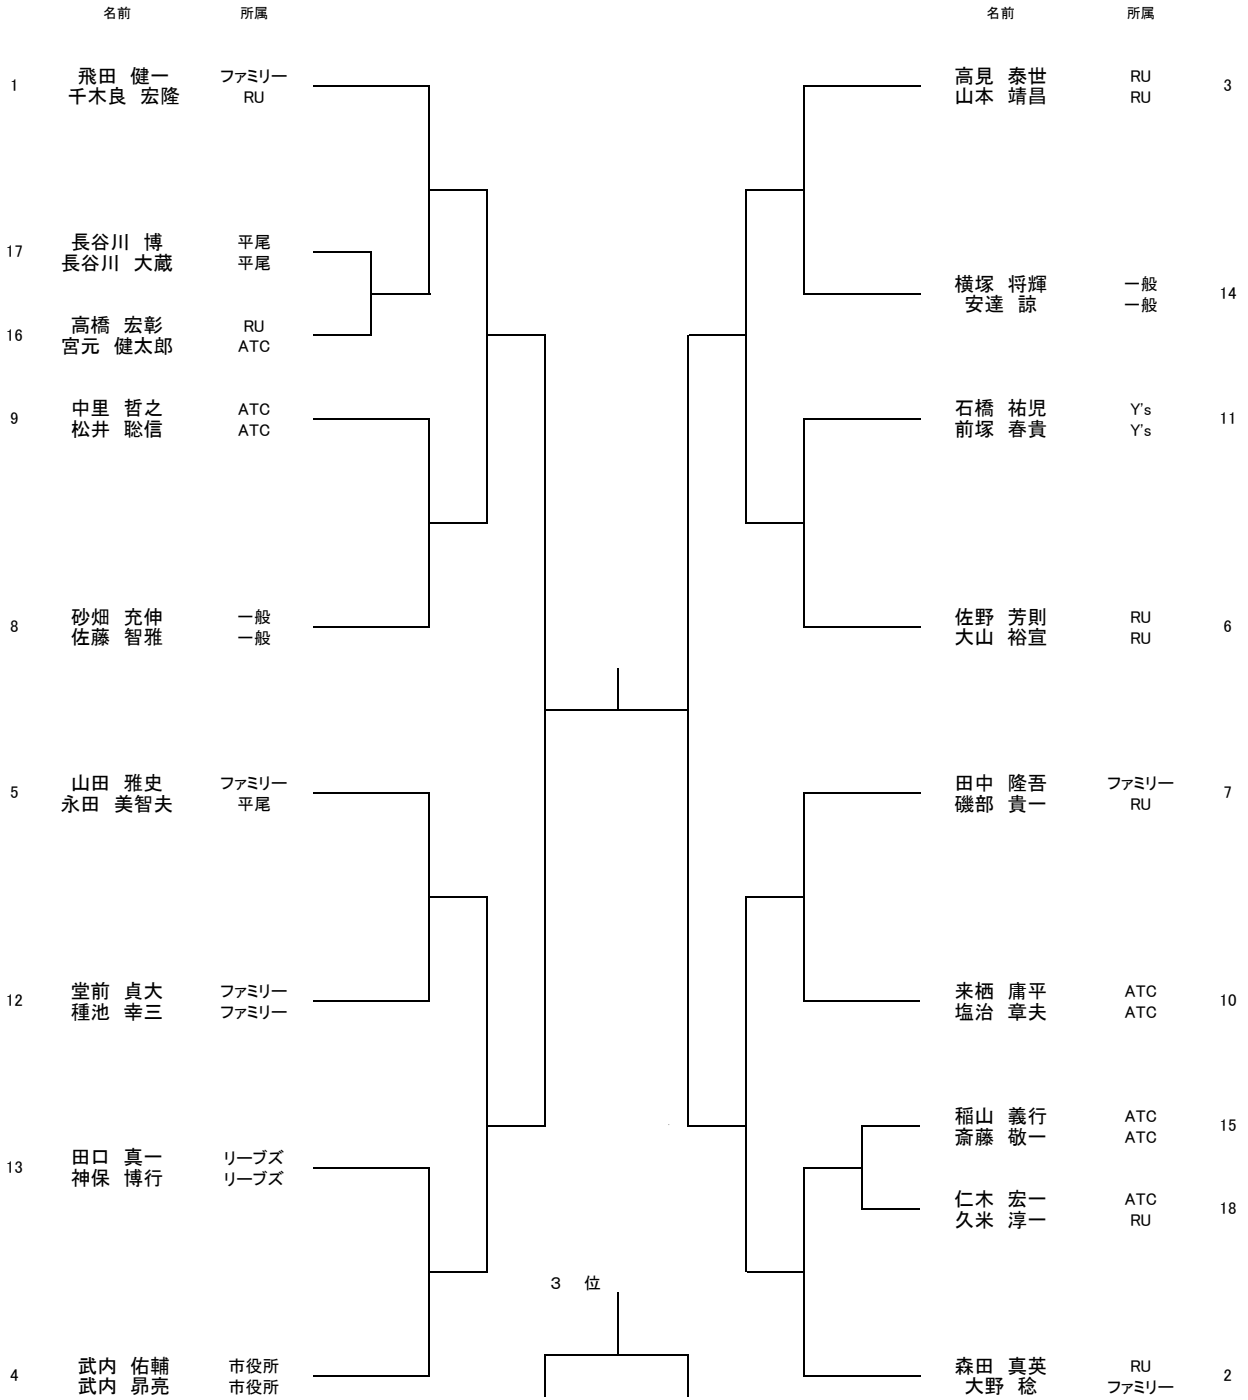 名前 所属
1 飛田 健一 ファミリー
千木良 宏隆 RU
17 長谷川 博 平尾
長谷川 大蔵 平尾
16 高橋 宏彰 RU
宮元 健太郎 ATC
9 中里 哲之 ATC
松井 聡信 ATC
8 砂畑 充伸 一般
佐藤 智雅 一般
5 山田 雅史 ファミリー
永田 美智夫 平尾
12 堂前 貞大 ファミリー
種池 幸三 ファミリー
13 田口 真一 リーブズ
神保 博行 リーブズ
4 武内 佑輔 市役所
武内 昴亮 市役所
3 位
名前 所属
高見 泰世 RU 3
山本 靖昌 RU
横塚 将輝 一般 14
安達 諒 一般
石橋 祐児 Y's 11
前塚 春貴 Y's
佐野 芳則 RU 6
大山 裕宣 RU
田中 隆吾 ファミリー 7
磯部 貴一 RU
来栖 庸平 ATC 10
塩治 章夫 ATC
稲山 義行 ATC 15
斎藤 敬一 ATC
仁木 宏一 ATC 18
久米 淳一 RU
森田 真英 RU 2
大野 稔 ファミリー